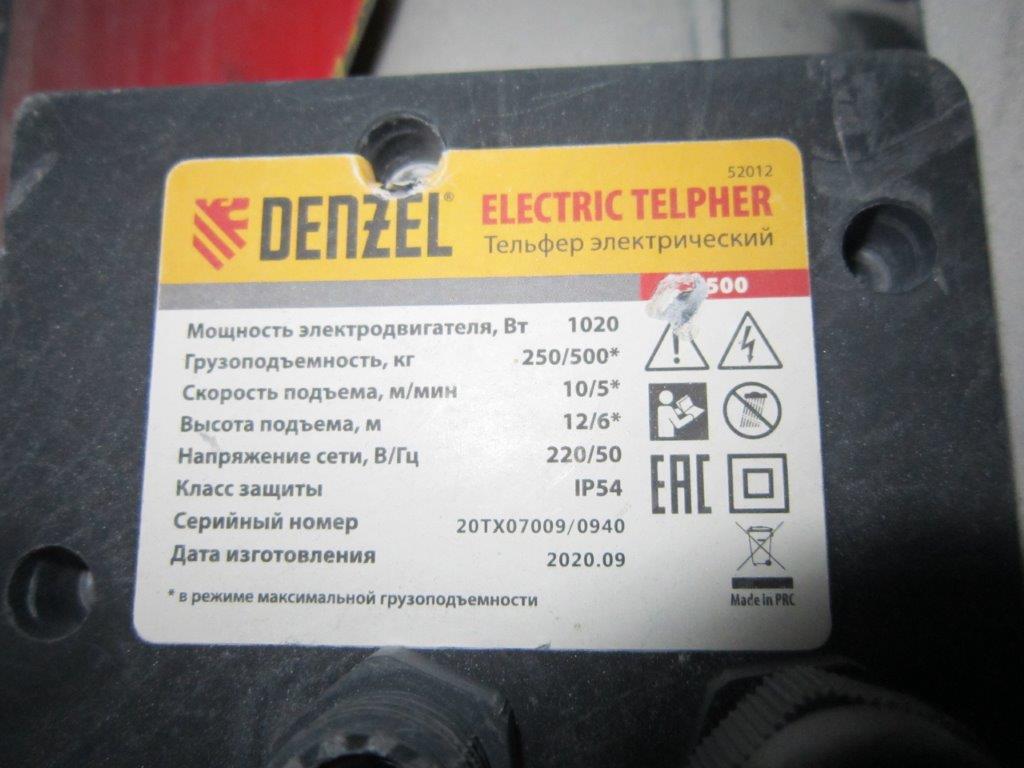 52012
DENZEL® ELECTRIC TELPHER
Тельфер электрический
500
Мощность электродвигателя, Вт 1020
Грузоподъемность, кг 250/500*
Скорость подъема, м/мин 10/5*
Высота подъема, м 12/6*
Напряжение сети, В/Гц 220/50
Класс защиты IP54
Серийный номер 20TX07009/0940
Дата изготовления 2020.09
* в режиме максимальной грузоподъемности
EAC
Made in PRC